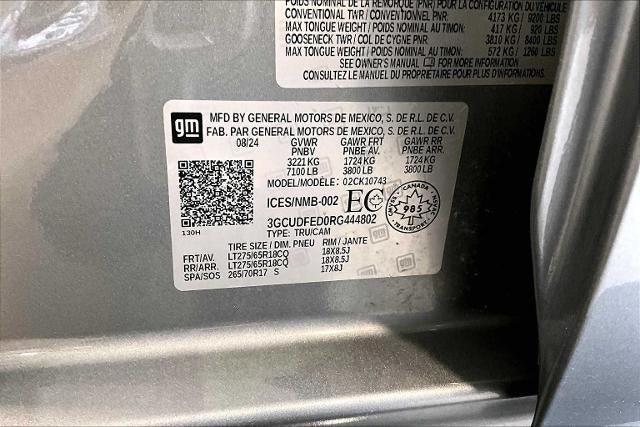 POIDS NOMINAL DE LA REMORQUE (PNR) POUR LA CONFIGURATION DU VÉHICULE
CONVENTIONAL TWR / CONVENTIONNEL PNR 4173 KG / 9200 LBS
MAX TONGUE WEIGHT / POIDS NOMINAL AU TIMON: 417 KG / 920 LBS
GOOSENECK TWR / COL DE CYGNE PNR: 3810 KG / 8400 LBS
MAX TONGUE WEIGHT / POIDS NOMINAL AU TIMON: 572 KG / 1260 LBS
SEE OWNER'S MANUAL FOR MORE INFORMATION
CONSULTEZ LE MANUEL DU PROPRIÉTAIRE POUR PLUS D'INFORMATIONS
gm
MFD BY GENERAL MOTORS DE MEXICO, S. DE R.L. DE C.V.
FAB. PAR GENERAL MOTORS DE MEXICO, S. DE R.L. DE C.V.
08/24 GVWR GAWR FRT GAWR RR
PNBV PNBE AV. PNBE ARR.
3221 KG 1724 KG 1724 KG
7100 LB 3800 LB 3800 LB
MODEL/MODÈLE: 02CK10743
ICES/NMB-002 EC
CANADA
985
3GCUDFED0RG444802
130H
TYPE: TRU/CAM
TIRE SIZE / DIM. PNEU RIM / JANTE
FRT/AV. LT275/65R18CQ 18X8.5J
RR/ARR. LT275/65R18CQ 18X8.5J
SPA/SOS 265/70R17 S 17X8J